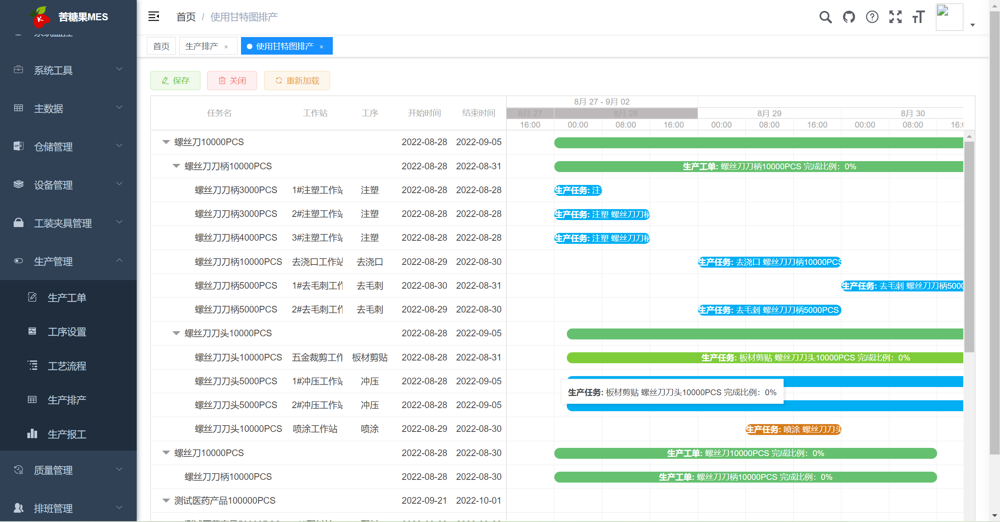 苦糖果MES
系统监控
系统工具
主数据
仓储管理
设备管理
工装夹具管理
生产管理
生产工单
工序设置
工艺流程
生产排产
生产报工
质量管理
排班管理
首页 / 使用甘特图排产
首页
生产排产 ×
使用甘特图排产 ×
保存
关闭
重新加载
任务名 工作站 工序 开始时间 结束时间
8月 27 - 9月 02
8月 27 8月 28 8月 29 8月 30
16:00 00:00 08:00 16:00 00:00 08:00 16:00 00:00 08:00 16:0
螺丝刀10000PCS 2022-08-28 2022-09-05
螺丝刀刀柄10000PCS 2022-08-28 2022-08-31 生产工单: 螺丝刀刀柄10000PCS 完成比例：0%
螺丝刀刀柄3000PCS 1#注塑工作站 注塑 2022-08-28 2022-08-28 生产任务: 注塑
螺丝刀刀柄3000PCS 2#注塑工作站 注塑 2022-08-28 2022-08-28 生产任务: 注塑 螺丝刀刀柄
螺丝刀刀柄4000PCS 3#注塑工作站 注塑 2022-08-28 2022-08-28 生产任务: 注塑 螺丝刀刀柄
螺丝刀刀柄10000PCS 去浇口工作站 去浇口 2022-08-29 2022-08-30 生产任务: 去浇口 螺丝刀刀柄10000PCS
螺丝刀刀柄5000PCS 1#去毛刺工作 去毛刺 2022-08-30 2022-08-31 生产任务: 去毛刺 螺丝刀刀柄5000
螺丝刀刀柄5000PCS 2#去毛刺工作 去毛刺 2022-08-29 2022-08-30 生产任务: 去毛刺 螺丝刀刀柄5000PCS
螺丝刀刀头10000PCS 2022-08-28 2022-09-05
螺丝刀刀头10000PCS 五金裁剪工作 板材剪贴 2022-08-28 2022-08-31 生产任务: 板材剪贴 螺丝刀刀头10000PCS 完成比例：0%
螺丝刀刀头5000PCS 1#冲压工作站 冲压 2022-08-28 2022-09-05
生产任务: 板材剪贴 螺丝刀刀头10000PCS 完成比例：0%
螺丝刀刀头5000PCS 2#冲压工作站 冲压 2022-08-28 2022-09-05
螺丝刀刀头10000PCS 喷涂工作站 喷涂 2022-08-29 2022-08-30 生产任务: 喷涂 螺丝刀刀头
螺丝刀10000PCS 2022-08-28 2022-08-30 生产工单: 螺丝刀10000PCS 完成比例：0%
螺丝刀刀柄10000PCS 2022-08-28 2022-08-30 生产工单: 螺丝刀刀柄10000PCS 完成比例：0%
测试医药产品100000PCS 2022-09-21 2022-10-01